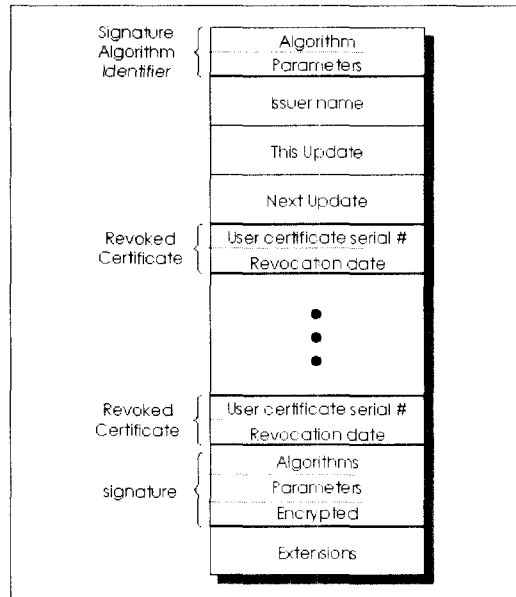 Signature
Algorithm
Identifier
Algorithm
Parameters
Issuer name
This Update
Next Update
Revoked
Certificate
User certificate serial #
Revocation date
Revoked
Certificate
User certificate serial #
Revocation date
signature
Algorithms
Parameters
Encrypted
Extensions